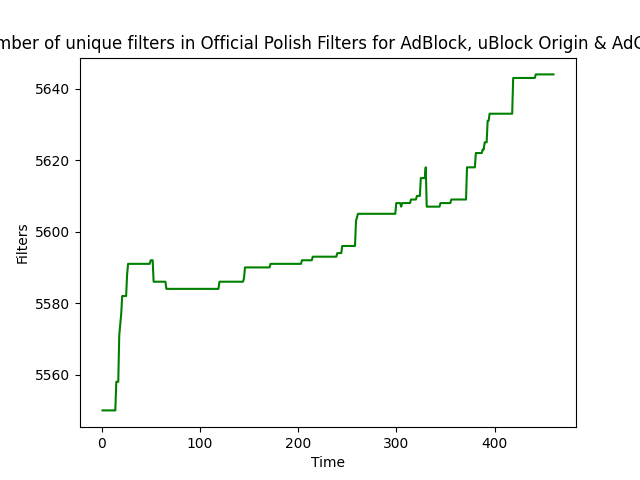 mber of unique filters in Official Polish Filters for AdBlock, uBlock Origin & AdG
5640
5620
5600
5580
5560
Filters
0 100 200 300 400
Time